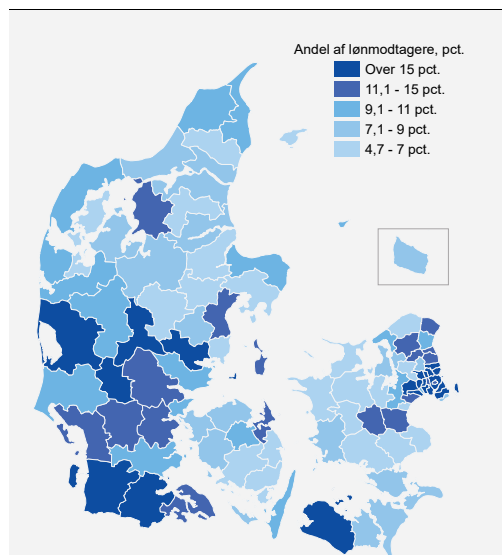 Andel af lønmodtagere, pct.
Over 15 pct.
11,1 - 15 pct.
9,1 - 11 pct.
7,1 - 9 pct.
4,7 - 7 pct.